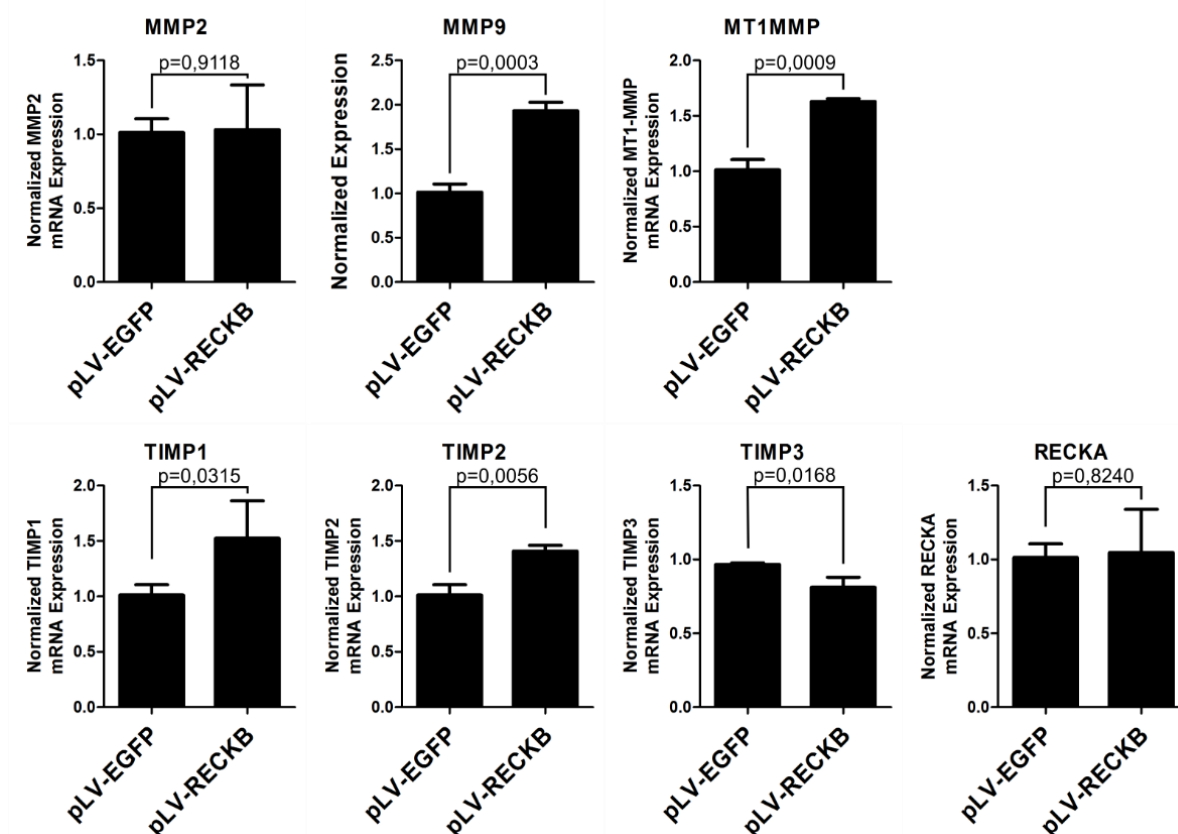 MMP2
p=0,9118
Normalized MMP2
mRNA Expression
1.5
1.0
0.5
0.0
pLV-EGFP
pLV-RECKB
MMP9
p=0,0003
Normalized Expression
2.5
2.0
1.5
1.0
0.5
0.0
pLV-EGFP
pLV-RECKB
MT1MMP
p=0,0009
Normalized MT1-MMP
mRNA Expression
2.0
1.5
1.0
0.5
0.0
pLV-EGFP
pLV-RECKB
TIMP1
p=0,0315
Normalized TIMP1
mRNA Expression
2.0
1.5
1.0
0.5
0.0
pLV-EGFP
pLV-RECKB
TIMP2
p=0,0056
Normalized TIMP2
mRNA Expression
2.0
1.5
1.0
0.5
0.0
pLV-EGFP
pLV-RECKB
TIMP3
p=0,0168
Normalized TIMP3
mRNA Expression
1.5
1.0
0.5
0.0
pLV-EGFP
pLV-RECKB
RECKA
p=0,8240
Normalized RECKA
mRNA Expression
1.5
1.0
0.5
0.0
pLV-EGFP
pLV-RECKB